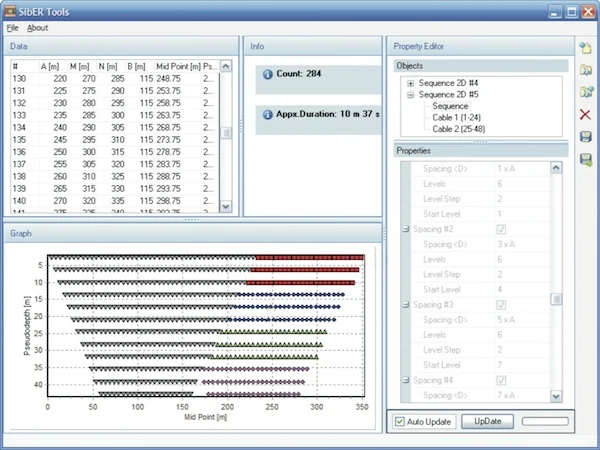 SibER Tools
File About
Data
# A [m] M [m] N [m] B [m] Mid Point [m] Ps...
130 220 270 285 115 248.75 2...
131 225 275 290 115 253.75 2...
132 230 280 295 115 258.75 2...
133 235 285 300 115 263.75 2...
134 240 290 305 115 268.75 2...
135 245 295 310 115 273.75 2...
136 250 300 315 115 278.75 2...
137 255 305 320 115 283.75 2...
138 260 310 325 115 288.75 2...
139 265 315 330 115 293.75 2...
140 270 320 335 115 298.75 2...
Info
Count: 284
Appx.Duration: 10 m 37 s
Graph
Pseudodepth [m]
5
10
15
20
25
30
35
40
0 50 100 150 200 250 300 350
Mid Point [m]
Property Editor
Objects
Sequence 2D #4
Sequence 2D #5
Sequence
Cable 1 (1-24)
Cable 2 (25-48)
Properties
Spacing <D> 1 x A
Levels 6
Level Step 2
Start Level 1
Spacing #2
Spacing <D> 3 x A
Levels 6
Level Step 2
Start Level 4
Spacing #3
Spacing <D> 5 x A
Levels 6
Level Step 2
Start Level 7
Spacing #4
Spacing <D> 7 x A
Auto Update UpDate